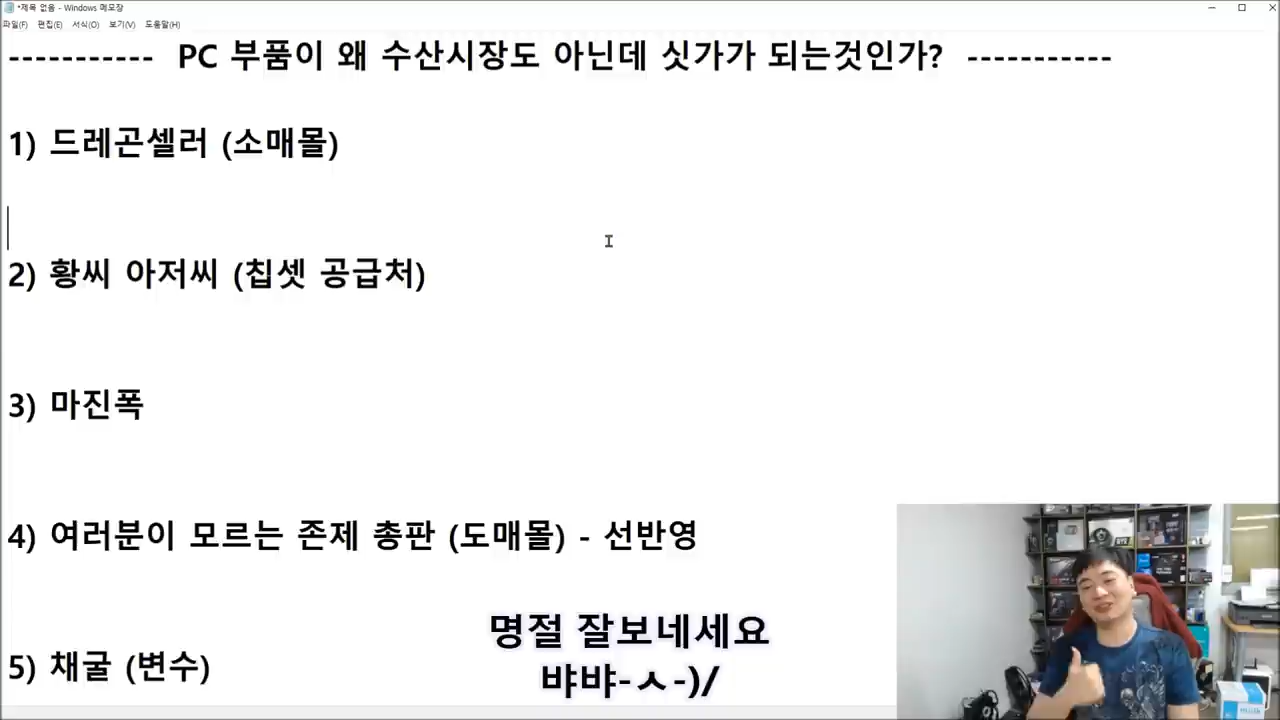 *제목 없음 - Windows 메모장
파일(F) 편집(E) 서식(O) 보기(V) 도움말(H)
----------- PC 부품이 왜 수산시장도 아닌데 싯가가 되는것인가? -----------
1) 드레곤셀러 (소매몰)
2) 황씨 아저씨 (칩셋 공급처)
3) 마진폭
4) 여러분이 모르는 존제 총판 (도매몰) - 선반영
5) 채굴 (변수)
명절 잘보네세요
뱌뱌-ㅅ-)/